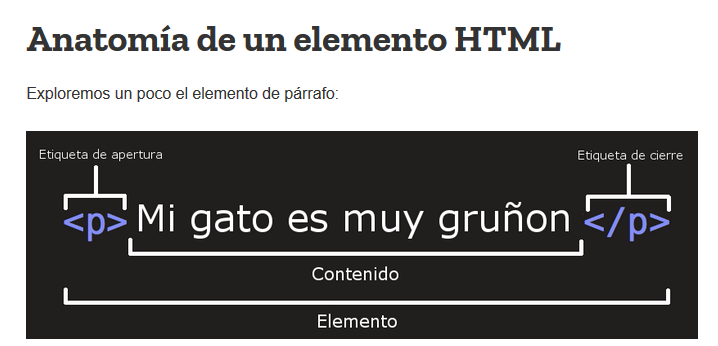 Anatomía de un elemento HTML
Exploremos un poco el elemento de párrafo:
Etiqueta de apertura
Etiqueta de cierre
<p>Mi gato es muy gruñon</p>
Contenido
Elemento